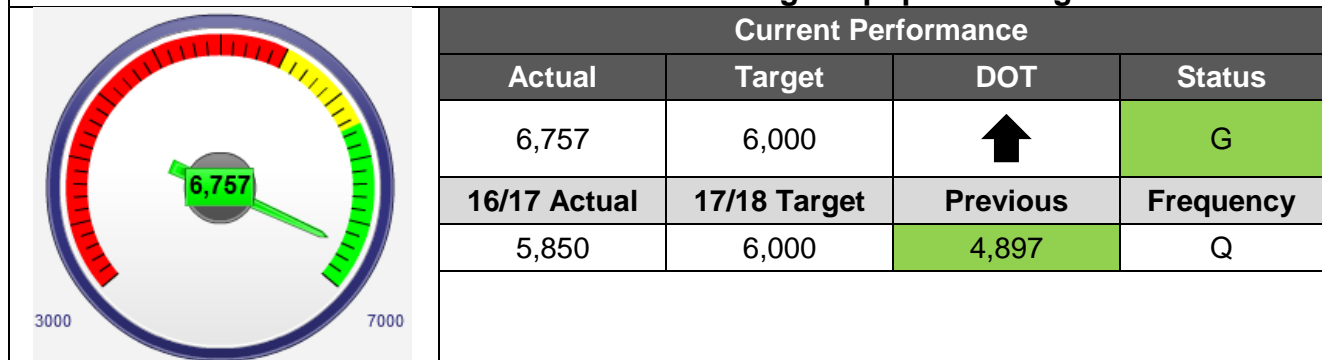 Current Performance
Actual Target DOT Status
6,757 6,000 G
16/17 Actual 17/18 Target Previous Frequency
5,850 6,000 4,897 Q
6,757
3000 7000